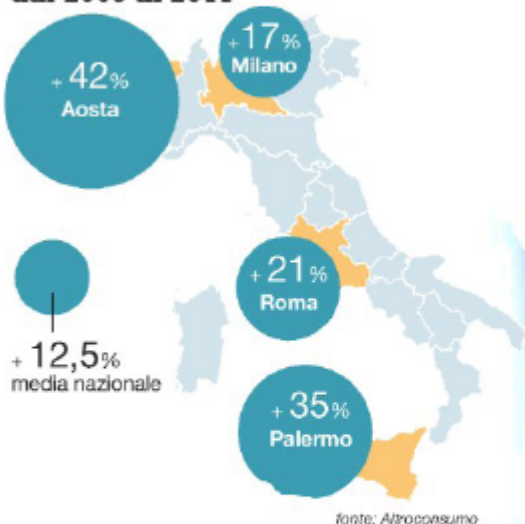 + 17%
Milano
+ 42%
Aosta
+ 21%
Roma
+ 12,5%
media nazionale
+ 35%
Palermo
fonte: Altroconsumo